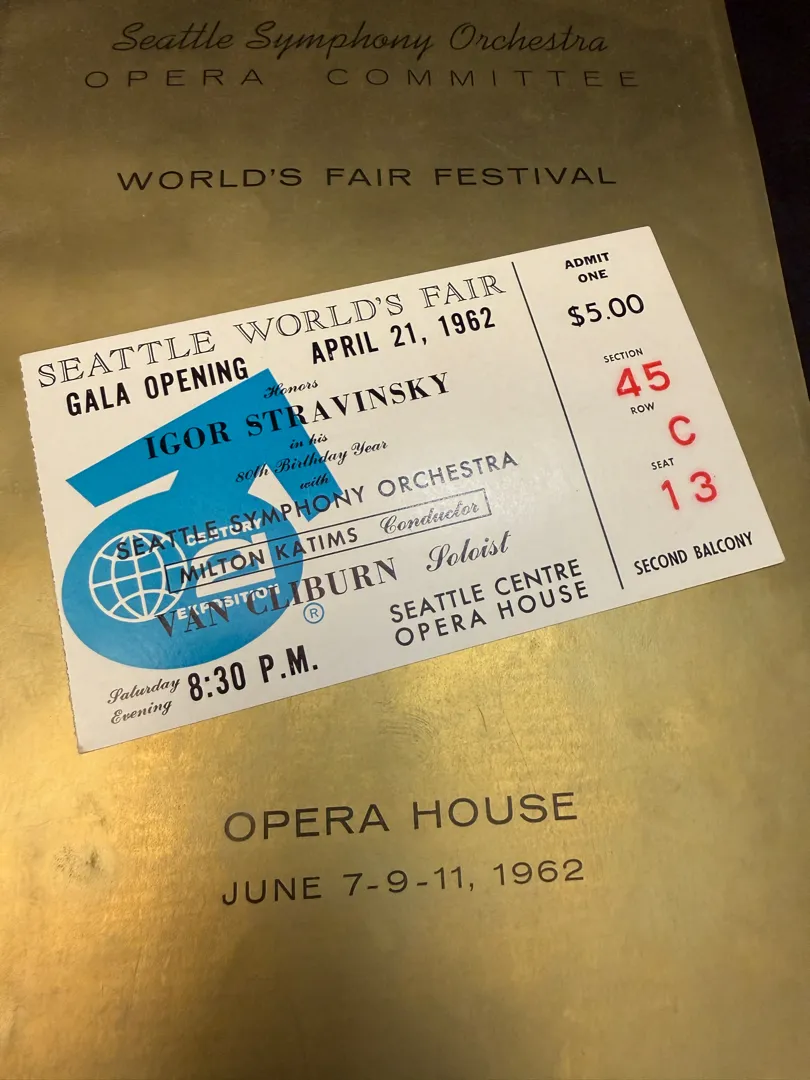 Seattle Symphony Orchestra
OPERA COMMITTEE
WORLD'S FAIR FESTIVAL
SEATTLE WORLD'S FAIR
GALA OPENING APRIL 21, 1962
Honors
IGOR STRAVINSKY
in his
80th Birthday Year
with
SEATTLE SYMPHONY ORCHESTRA
MILTON KATIMS Conductor
VAN CLIBURN Soloist
CENTURY
21
EXPOSITION
®
SEATTLE CENTRE
OPERA HOUSE
Saturday
Evening
8:30 P.M.
ADMIT
ONE
$5.00
SECTION
45
ROW
C
SEAT
13
SECOND BALCONY
OPERA HOUSE
JUNE 7-9-11, 1962